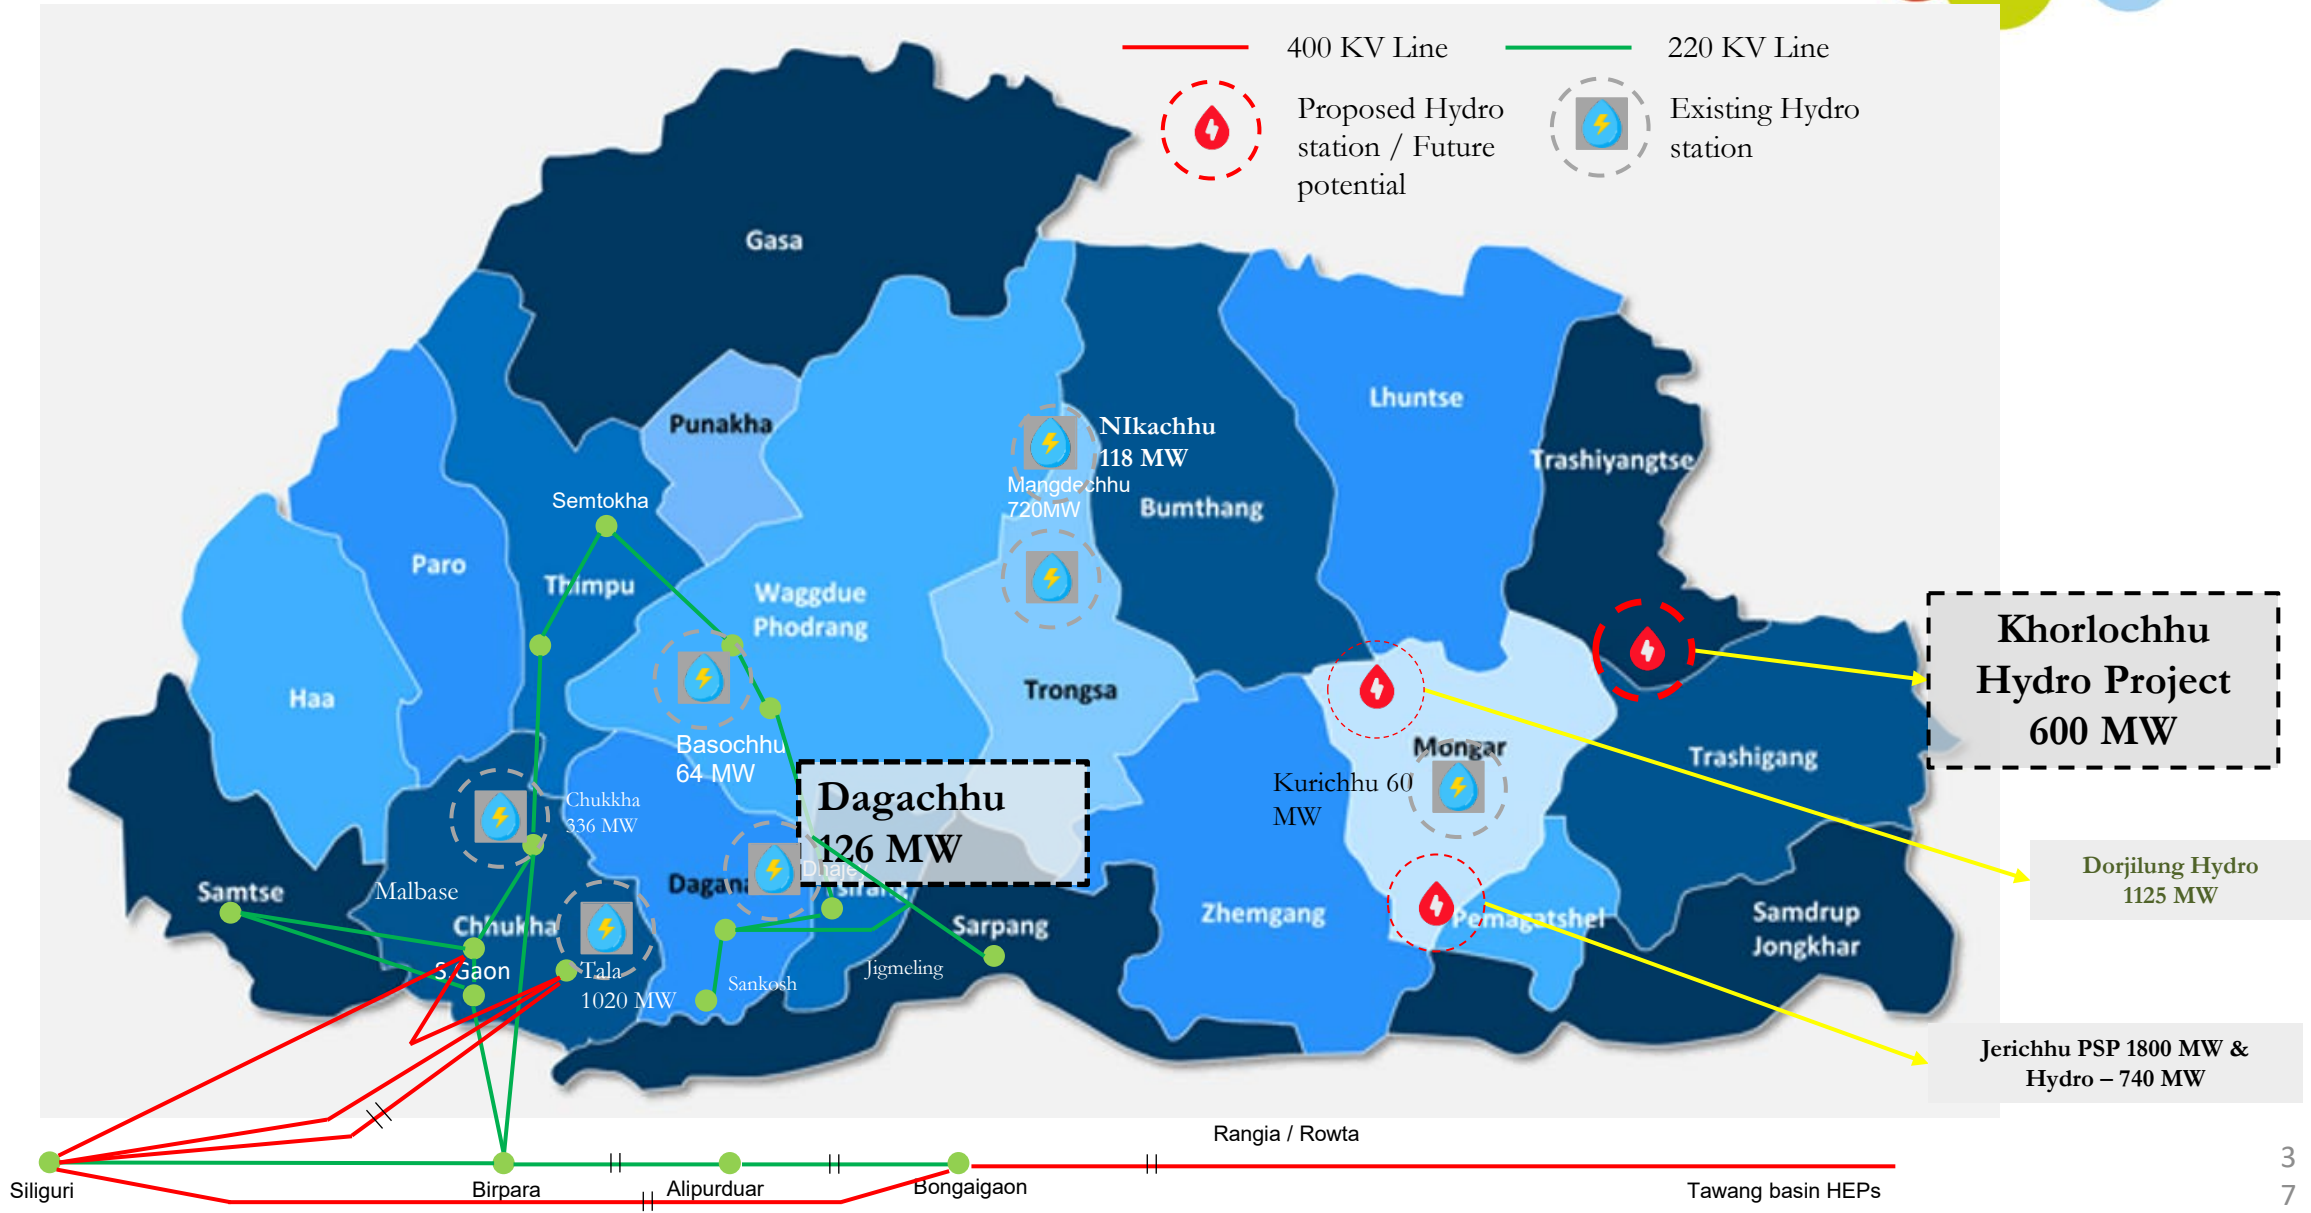 400 KV Line
220 KV Line
Proposed Hydro
station / Future
potential
Existing Hydro
station
Gasa
Punakha
NIkachhu
118 MW
Mangdechhu
720MW
Lhuntse
Trashiyangtse
Bumthang
Semtokha
Paro
Thimpu
Waggdue
Phodrang
Haa
Trongsa
Khorlochhu
Hydro Project
600 MW
Mongar
Trashigang
Basochhu
64 MW
Kurichhu 60
MW
Chukkha
336 MW
Dagachhu
126 MW
Dorjilung Hydro
1125 MW
Samtse
Malbase
Chhukha
Dagana
Sarpang
Zhemgang
Pemagatshel
Samdrup
Jongkhar
S.Gaon
Tala
1020 MW
Sankosh
Jigmeling
Jerichhu PSP 1800 MW &
Hydro – 740 MW
Rangia / Rowta
Siliguri
Birpara
Alipurduar
Bongaigaon
Tawang basin HEPs
3
7